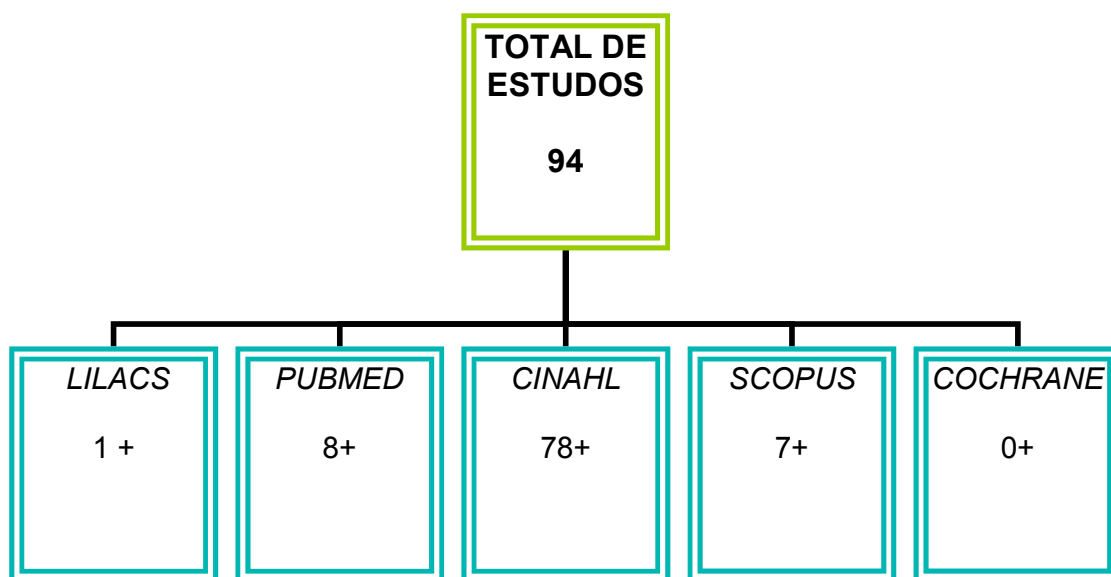 TOTAL DE
ESTUDOS
94
LILACS
1 +
PUBMED
8+
CINAHL
78+
SCOPUS
7+
COCHRANE
0+